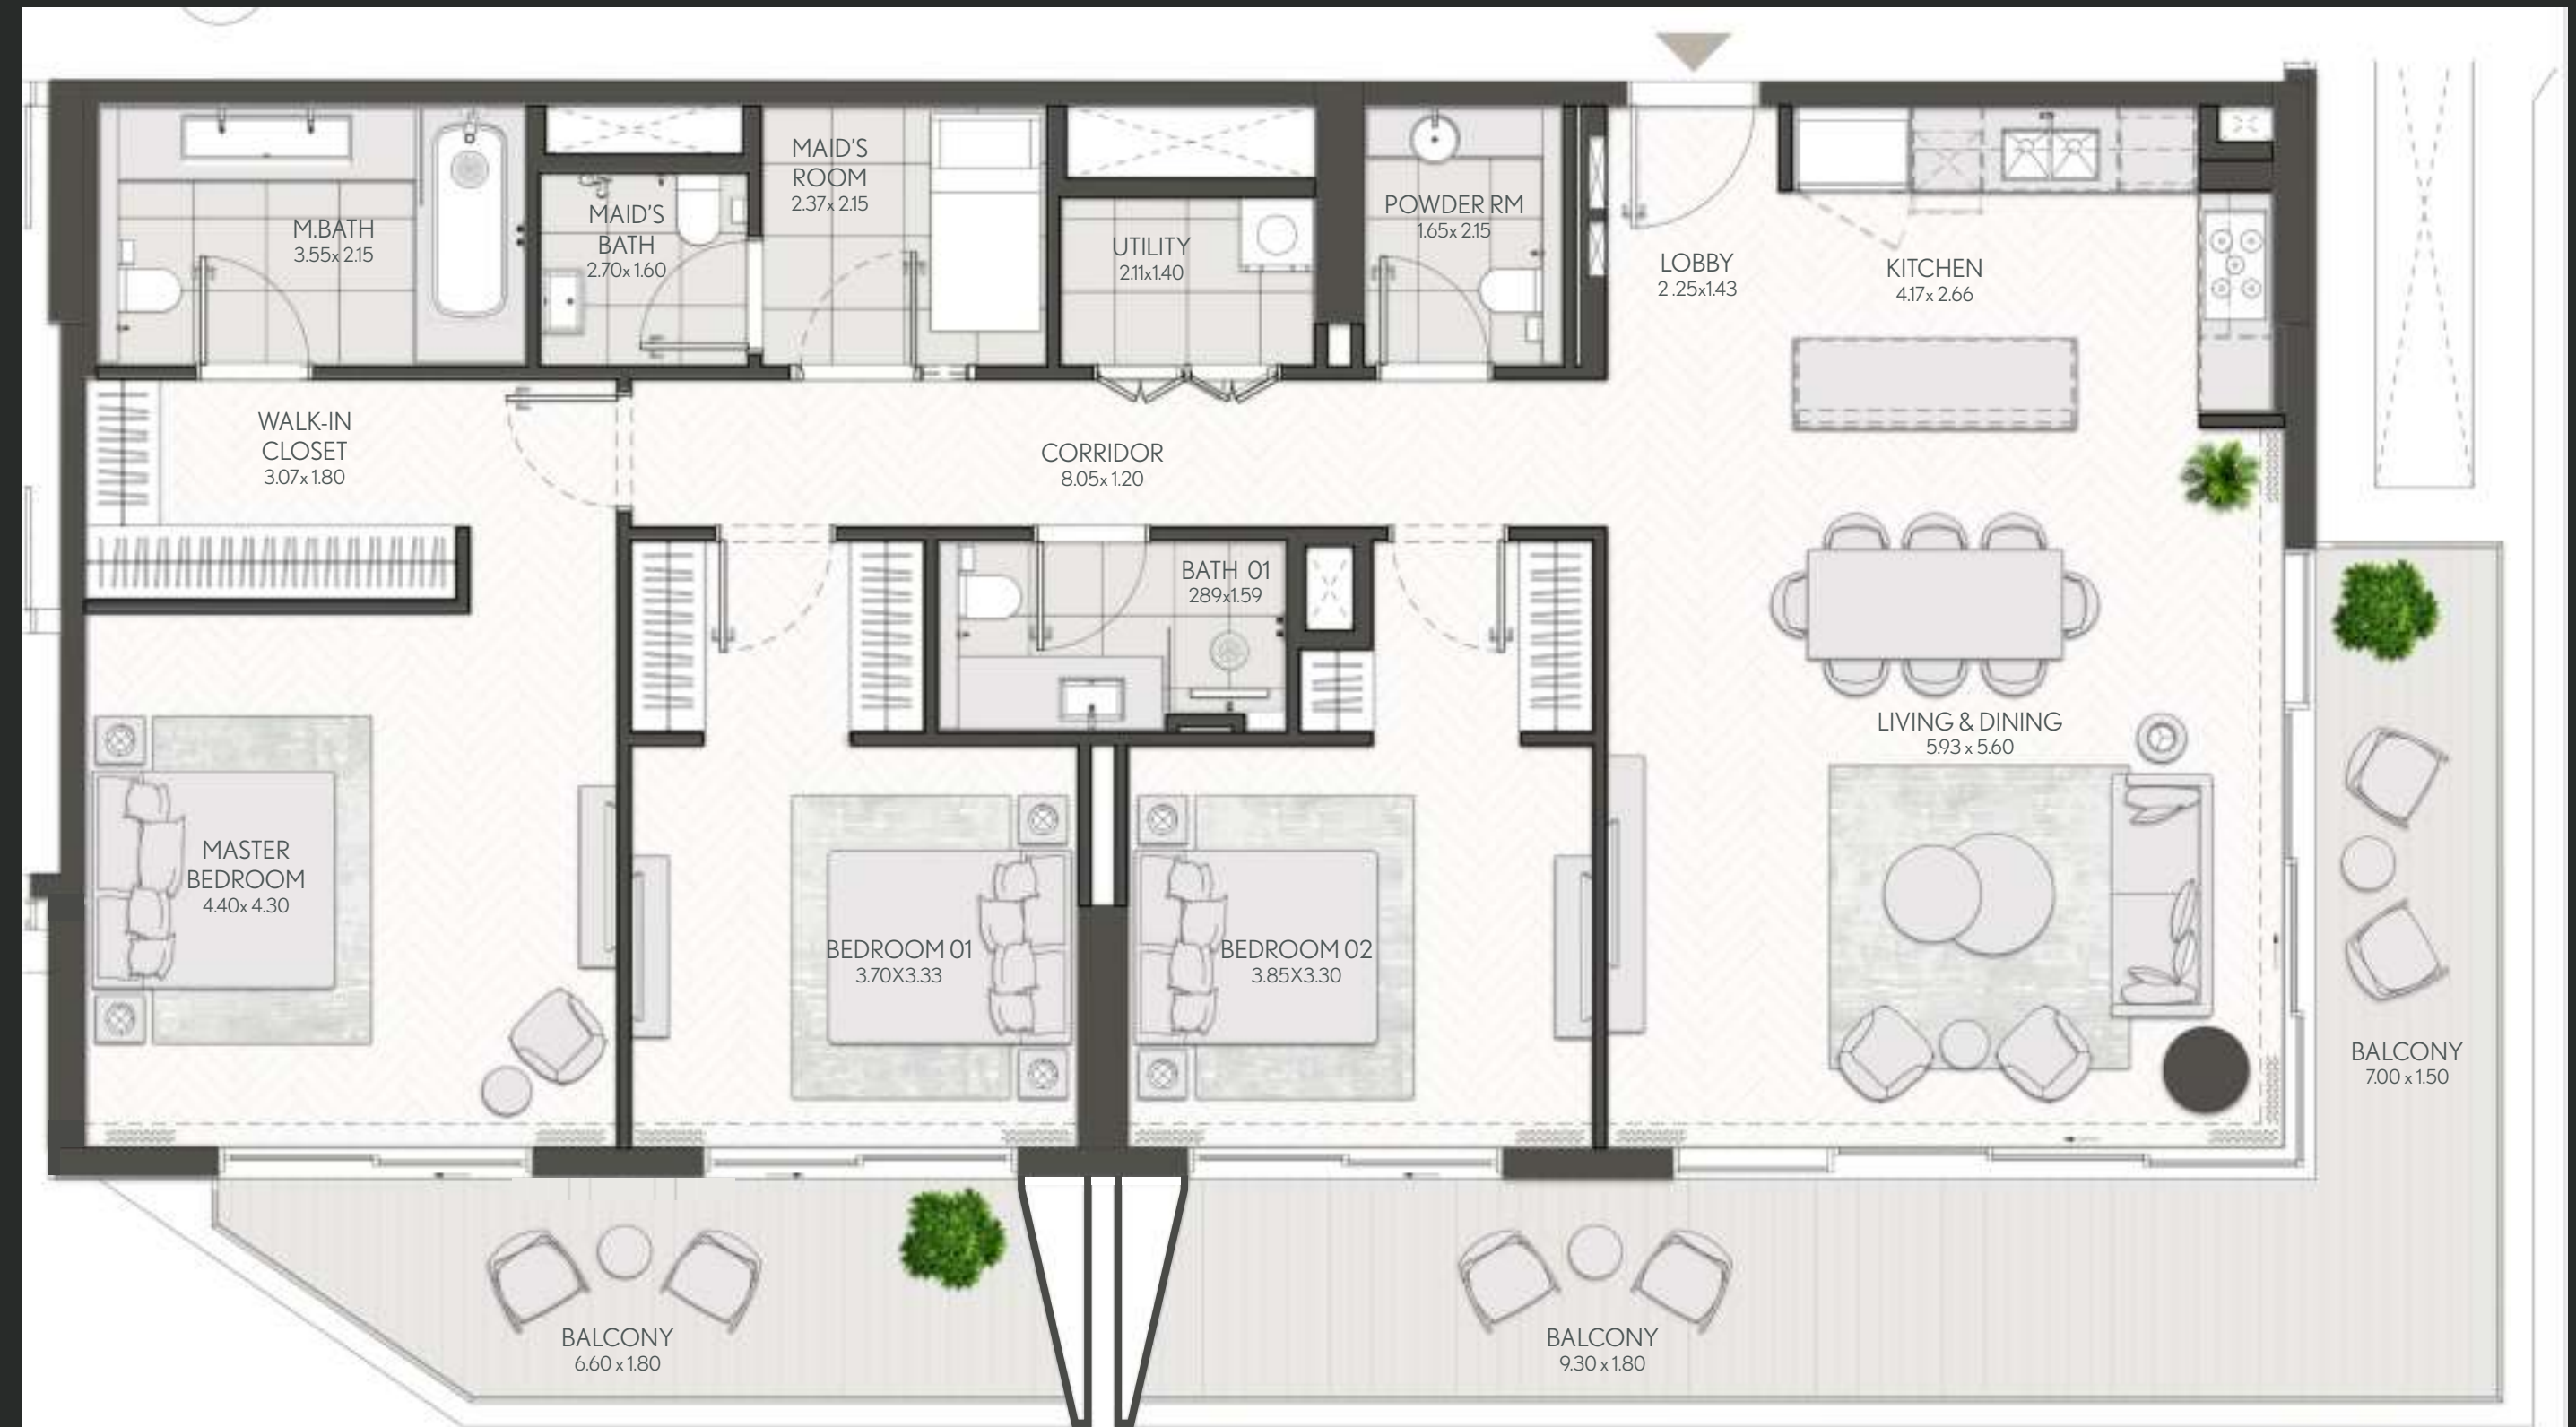 M.BATH
3.55x 2.15
MAID'S
BATH
2.70x 1.60
MAID'S
ROOM
2.37x 2.15
UTILITY
2.11x1.40
POWDER RM
1.65x 2.15
LOBBY
2 .25x1.43
KITCHEN
4.17x 2.66
WALK-IN
CLOSET
3.07x 1.80
CORRIDOR
8.05x 1.20
BATH 01
289x1.59
LIVING & DINING
5.93 x 5.60
MASTER
BEDROOM
4.40x 4.30
BEDROOM 01
3.70X3.33
BEDROOM 02
3.85X3.30
BALCONY
7.00 x 1.50
BALCONY
6.60 x 1.80
BALCONY
9.30 x 1.80